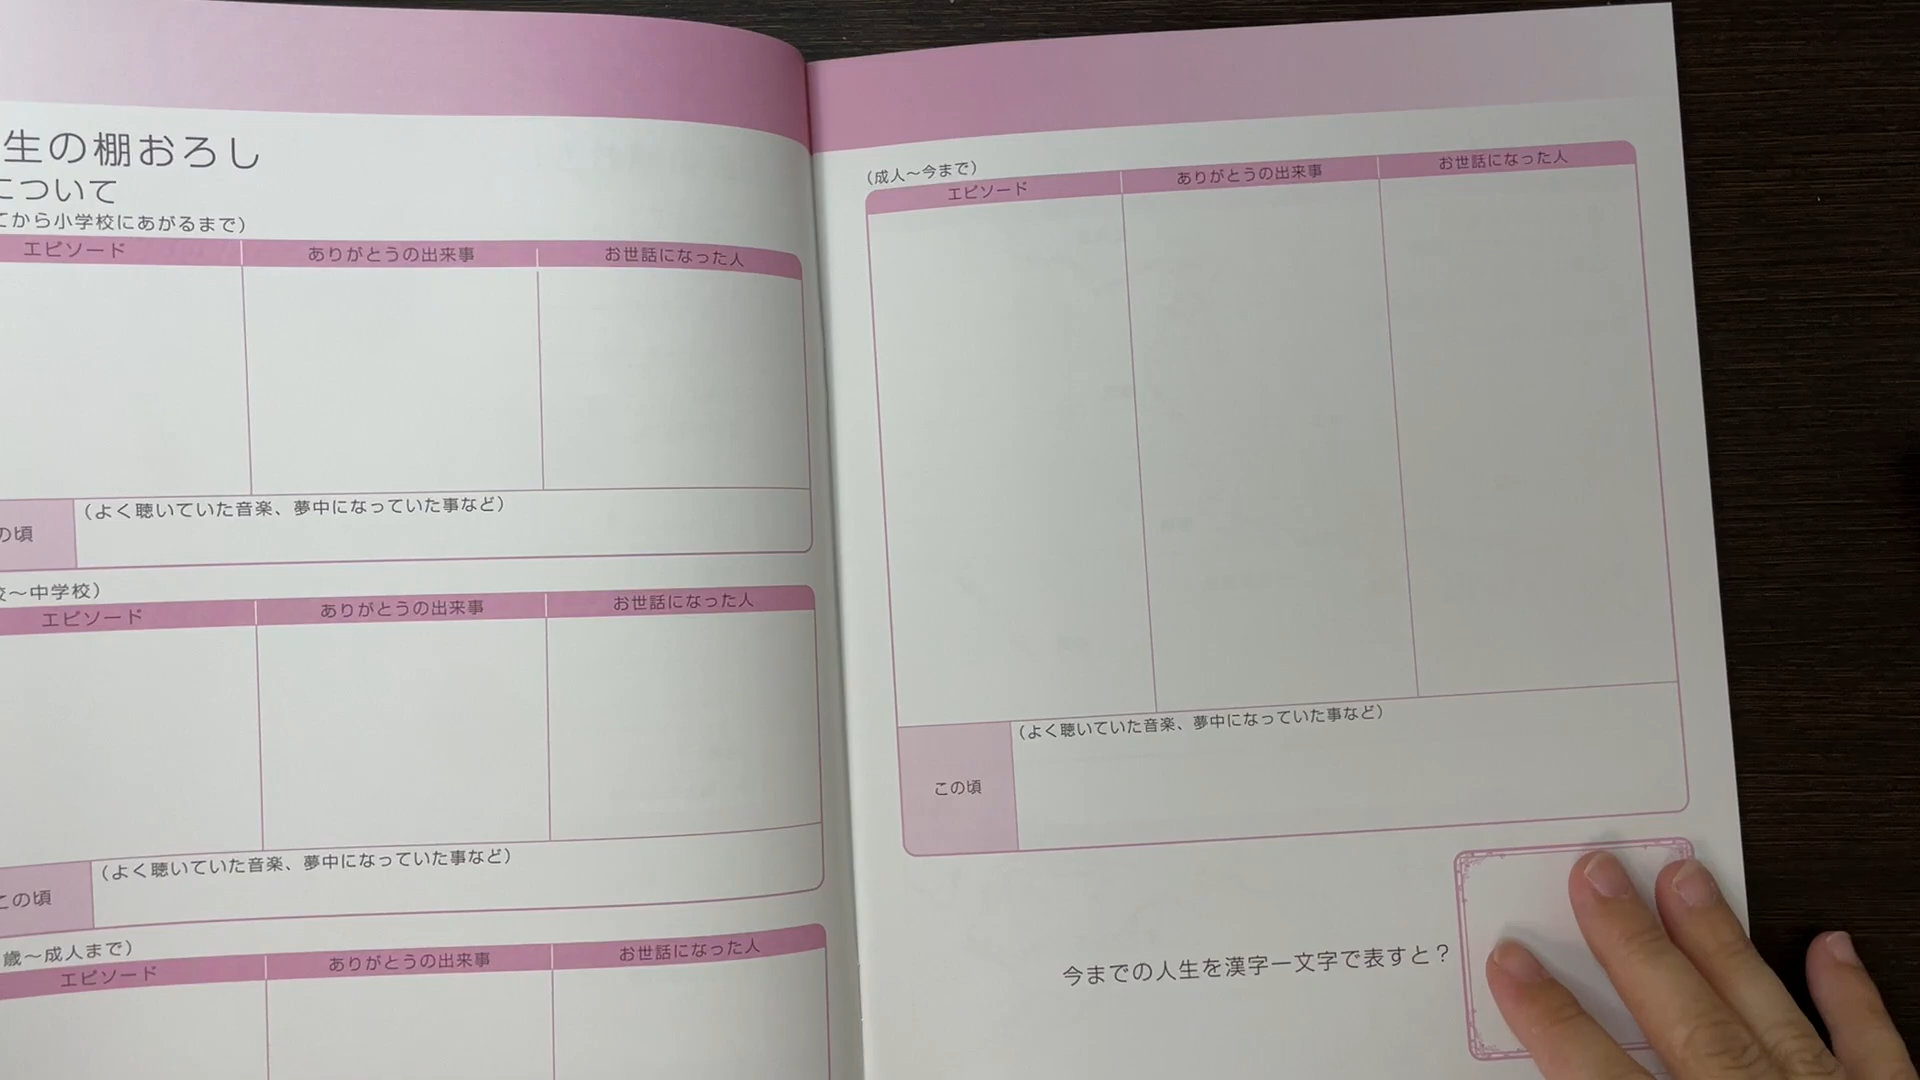 生の棚おろし
について
てから小学校にあがるまで）
エピソード ありがとうの出来事 お世話になった人
の頃 （よく聴いていた音楽、夢中になっていた事など）
校～中学校）
エピソード ありがとうの出来事 お世話になった人
この頃 （よく聴いていた音楽、夢中になっていた事など）
歳～成人まで）
エピソード ありがとうの出来事 お世話になった人
（成人～今まで）
エピソード ありがとうの出来事 お世話になった人
この頃 （よく聴いていた音楽、夢中になっていた事など）
今までの人生を漢字一文字で表すと？